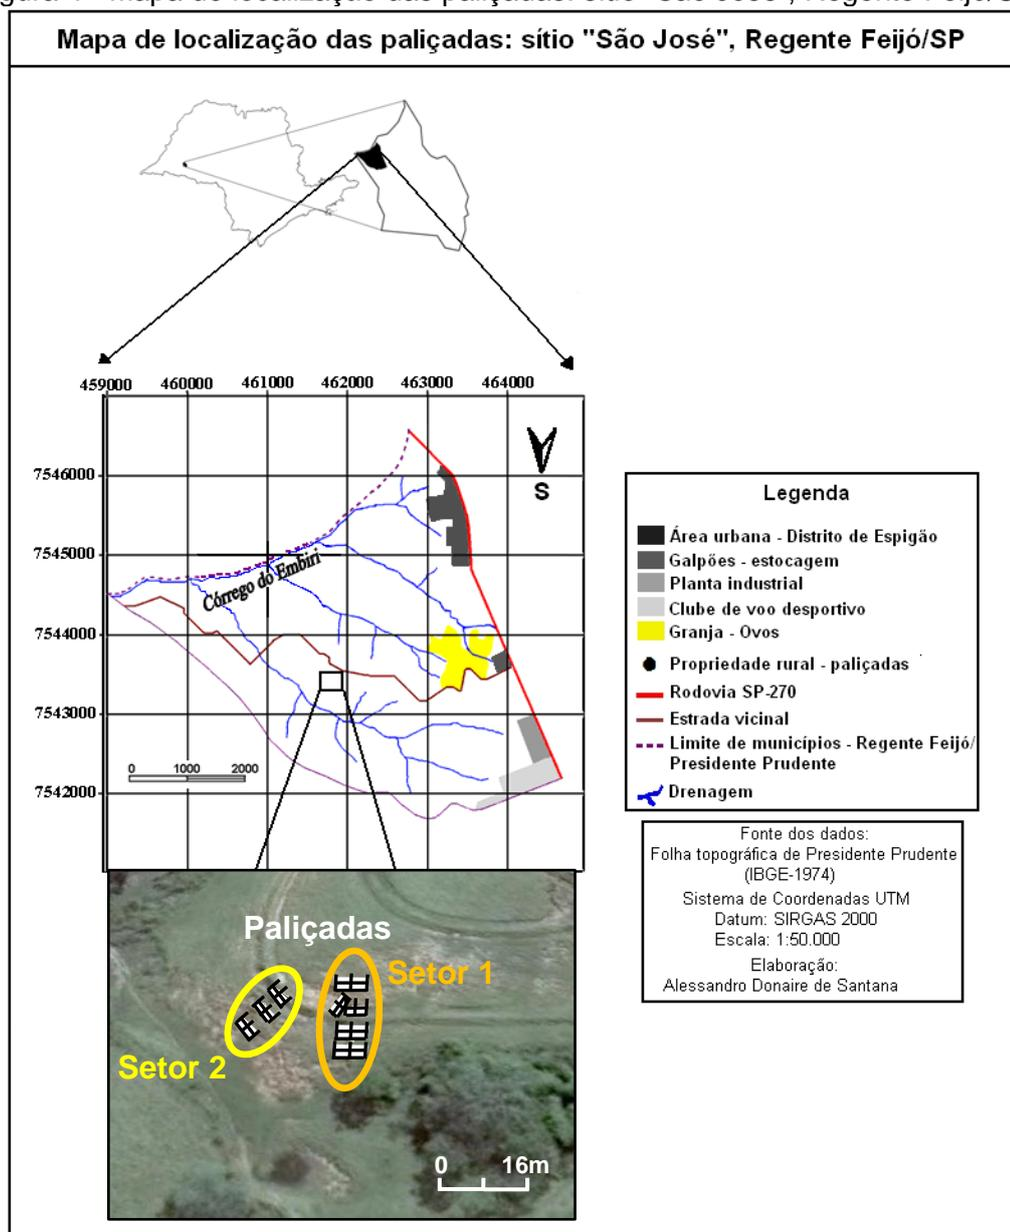 Mapa de localização das paliçadas: sítio "São José", Regente Feijó/SP
459000 460000 461000 462000 463000 464000
7546000
7545000
7544000
7543000
7542000
S
Córrego do Embiri
0 1000 2000
Legenda
Área urbana - Distrito de Espigão
Galpões - estocagem
Planta industrial
Clube de voo desportivo
Granja - Ovos
Propriedade rural - paliçadas
Rodovia SP-270
Estrada vicinal
Limite de municípios - Regente Feijó/
Presidente Prudente
Drenagem
Fonte dos dados:
Folha topográfica de Presidente Prudente
(IBGE-1974)
Sistema de Coordenadas UTM
Datum: SIRGAS 2000
Escala: 1:50.000
Elaboração:
Alessandro Donaire de Santana
Paliçadas
Setor 1
Setor 2
0 16m